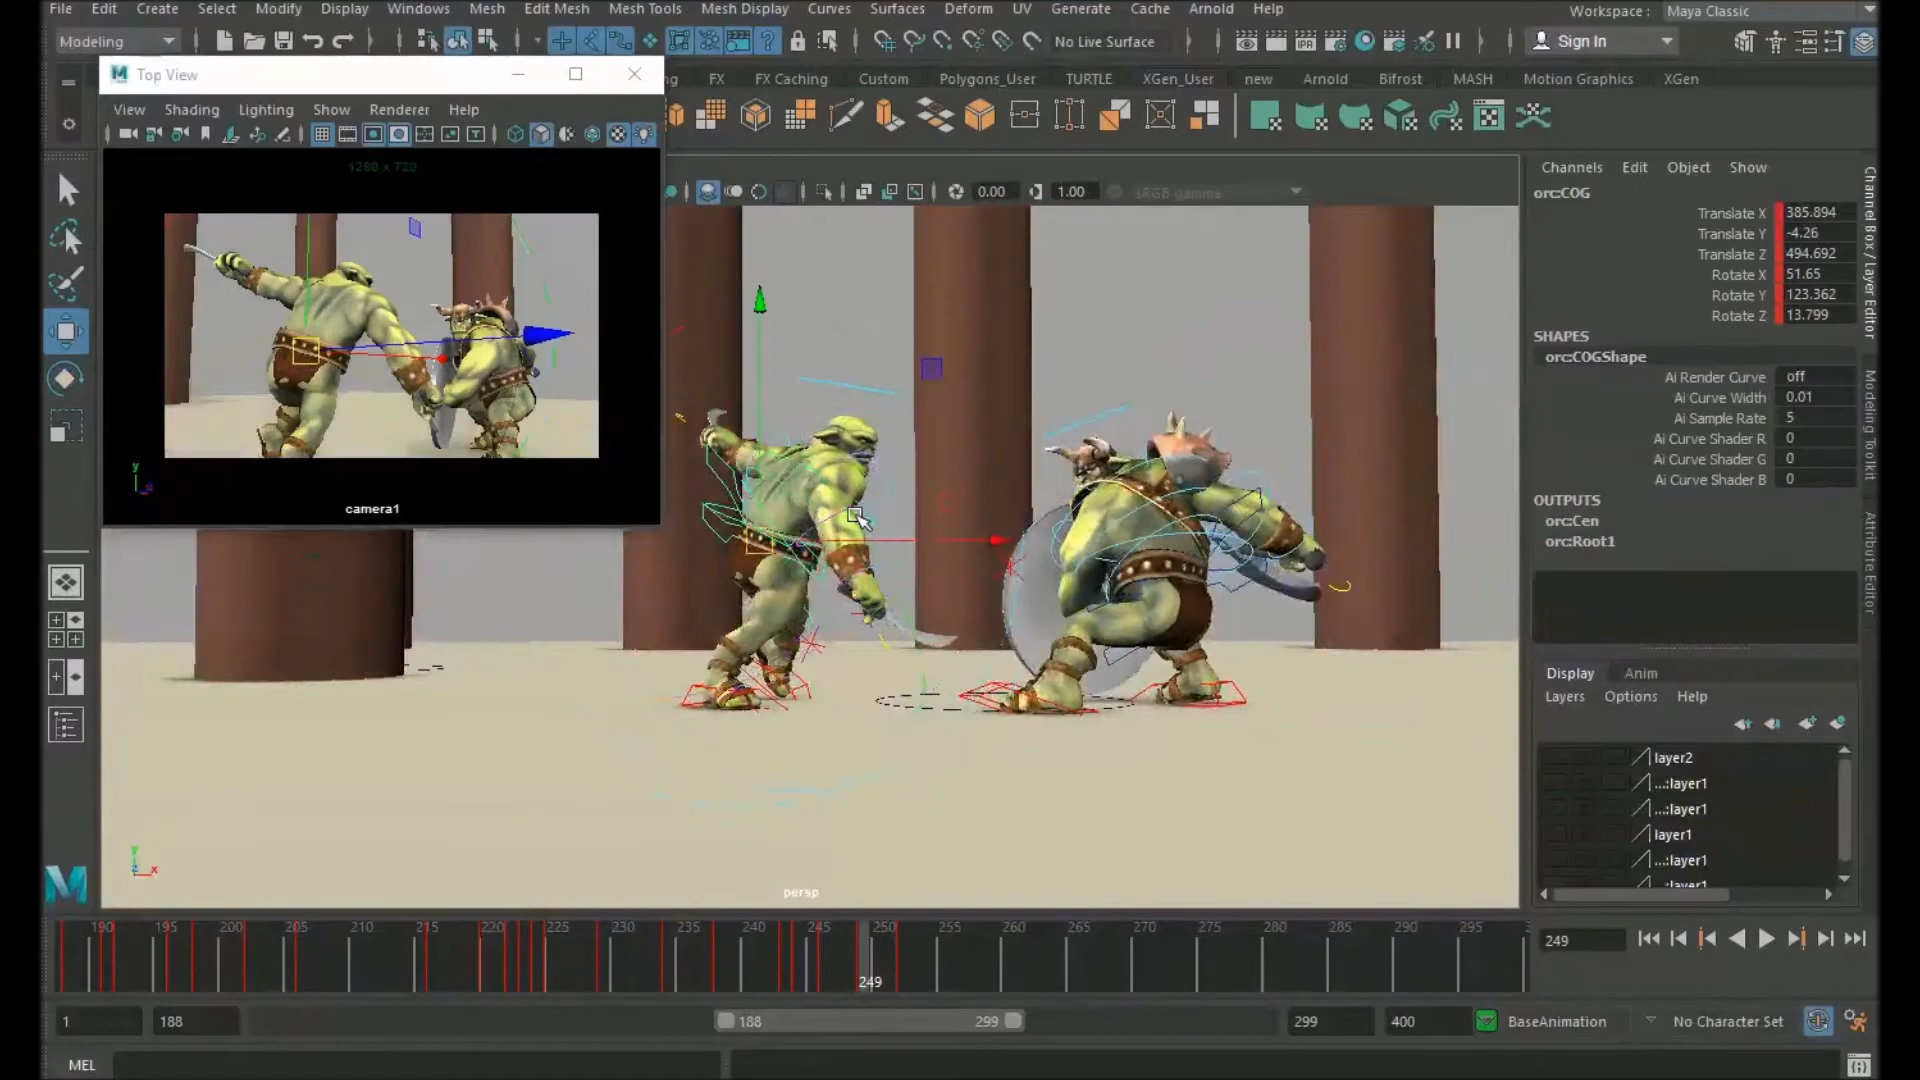 File Edit Create Select Modify Display Windows Mesh Edit Mesh Mesh Tools Mesh Display Curves Surfaces Deform UV Generate Cache Arnold Help
Workspace : Maya Classic
Modeling
No Live Surface
Sign In
Top View
FX FX Caching Custom Polygons_User TURTLE XGen_User new Arnold Bifrost MASH Motion Graphics XGen
View Shading Lighting Show Renderer Help
1280 x 720
0.00 1.00 sRGB gamma
camera1
persp
Channels Edit Object Show
orc:COG
Translate X 385.894
Translate Y -4.26
Translate Z 494.692
Rotate X 51.65
Rotate Y 123.362
Rotate Z 13.799
SHAPES
orc:COGShape
Ai Render Curve off
Ai Curve Width 0.01
Ai Sample Rate 5
Ai Curve Shader R 0
Ai Curve Shader G 0
Ai Curve Shader B 0
OUTPUTS
orc:Cen
orc:Root1
Channel Box / Layer Editor
Modeling Toolkit
Attribute Editor
Display Anim
Layers Options Help
layer2
...:layer1
...:layer1
layer1
...:layer1
190 195 200 205 210 215 220 225 230 235 240 245 250 255 260 265 270 275 280 285 290 295
249
249
1 188 188 299 299 400 BaseAnimation No Character Set
MEL